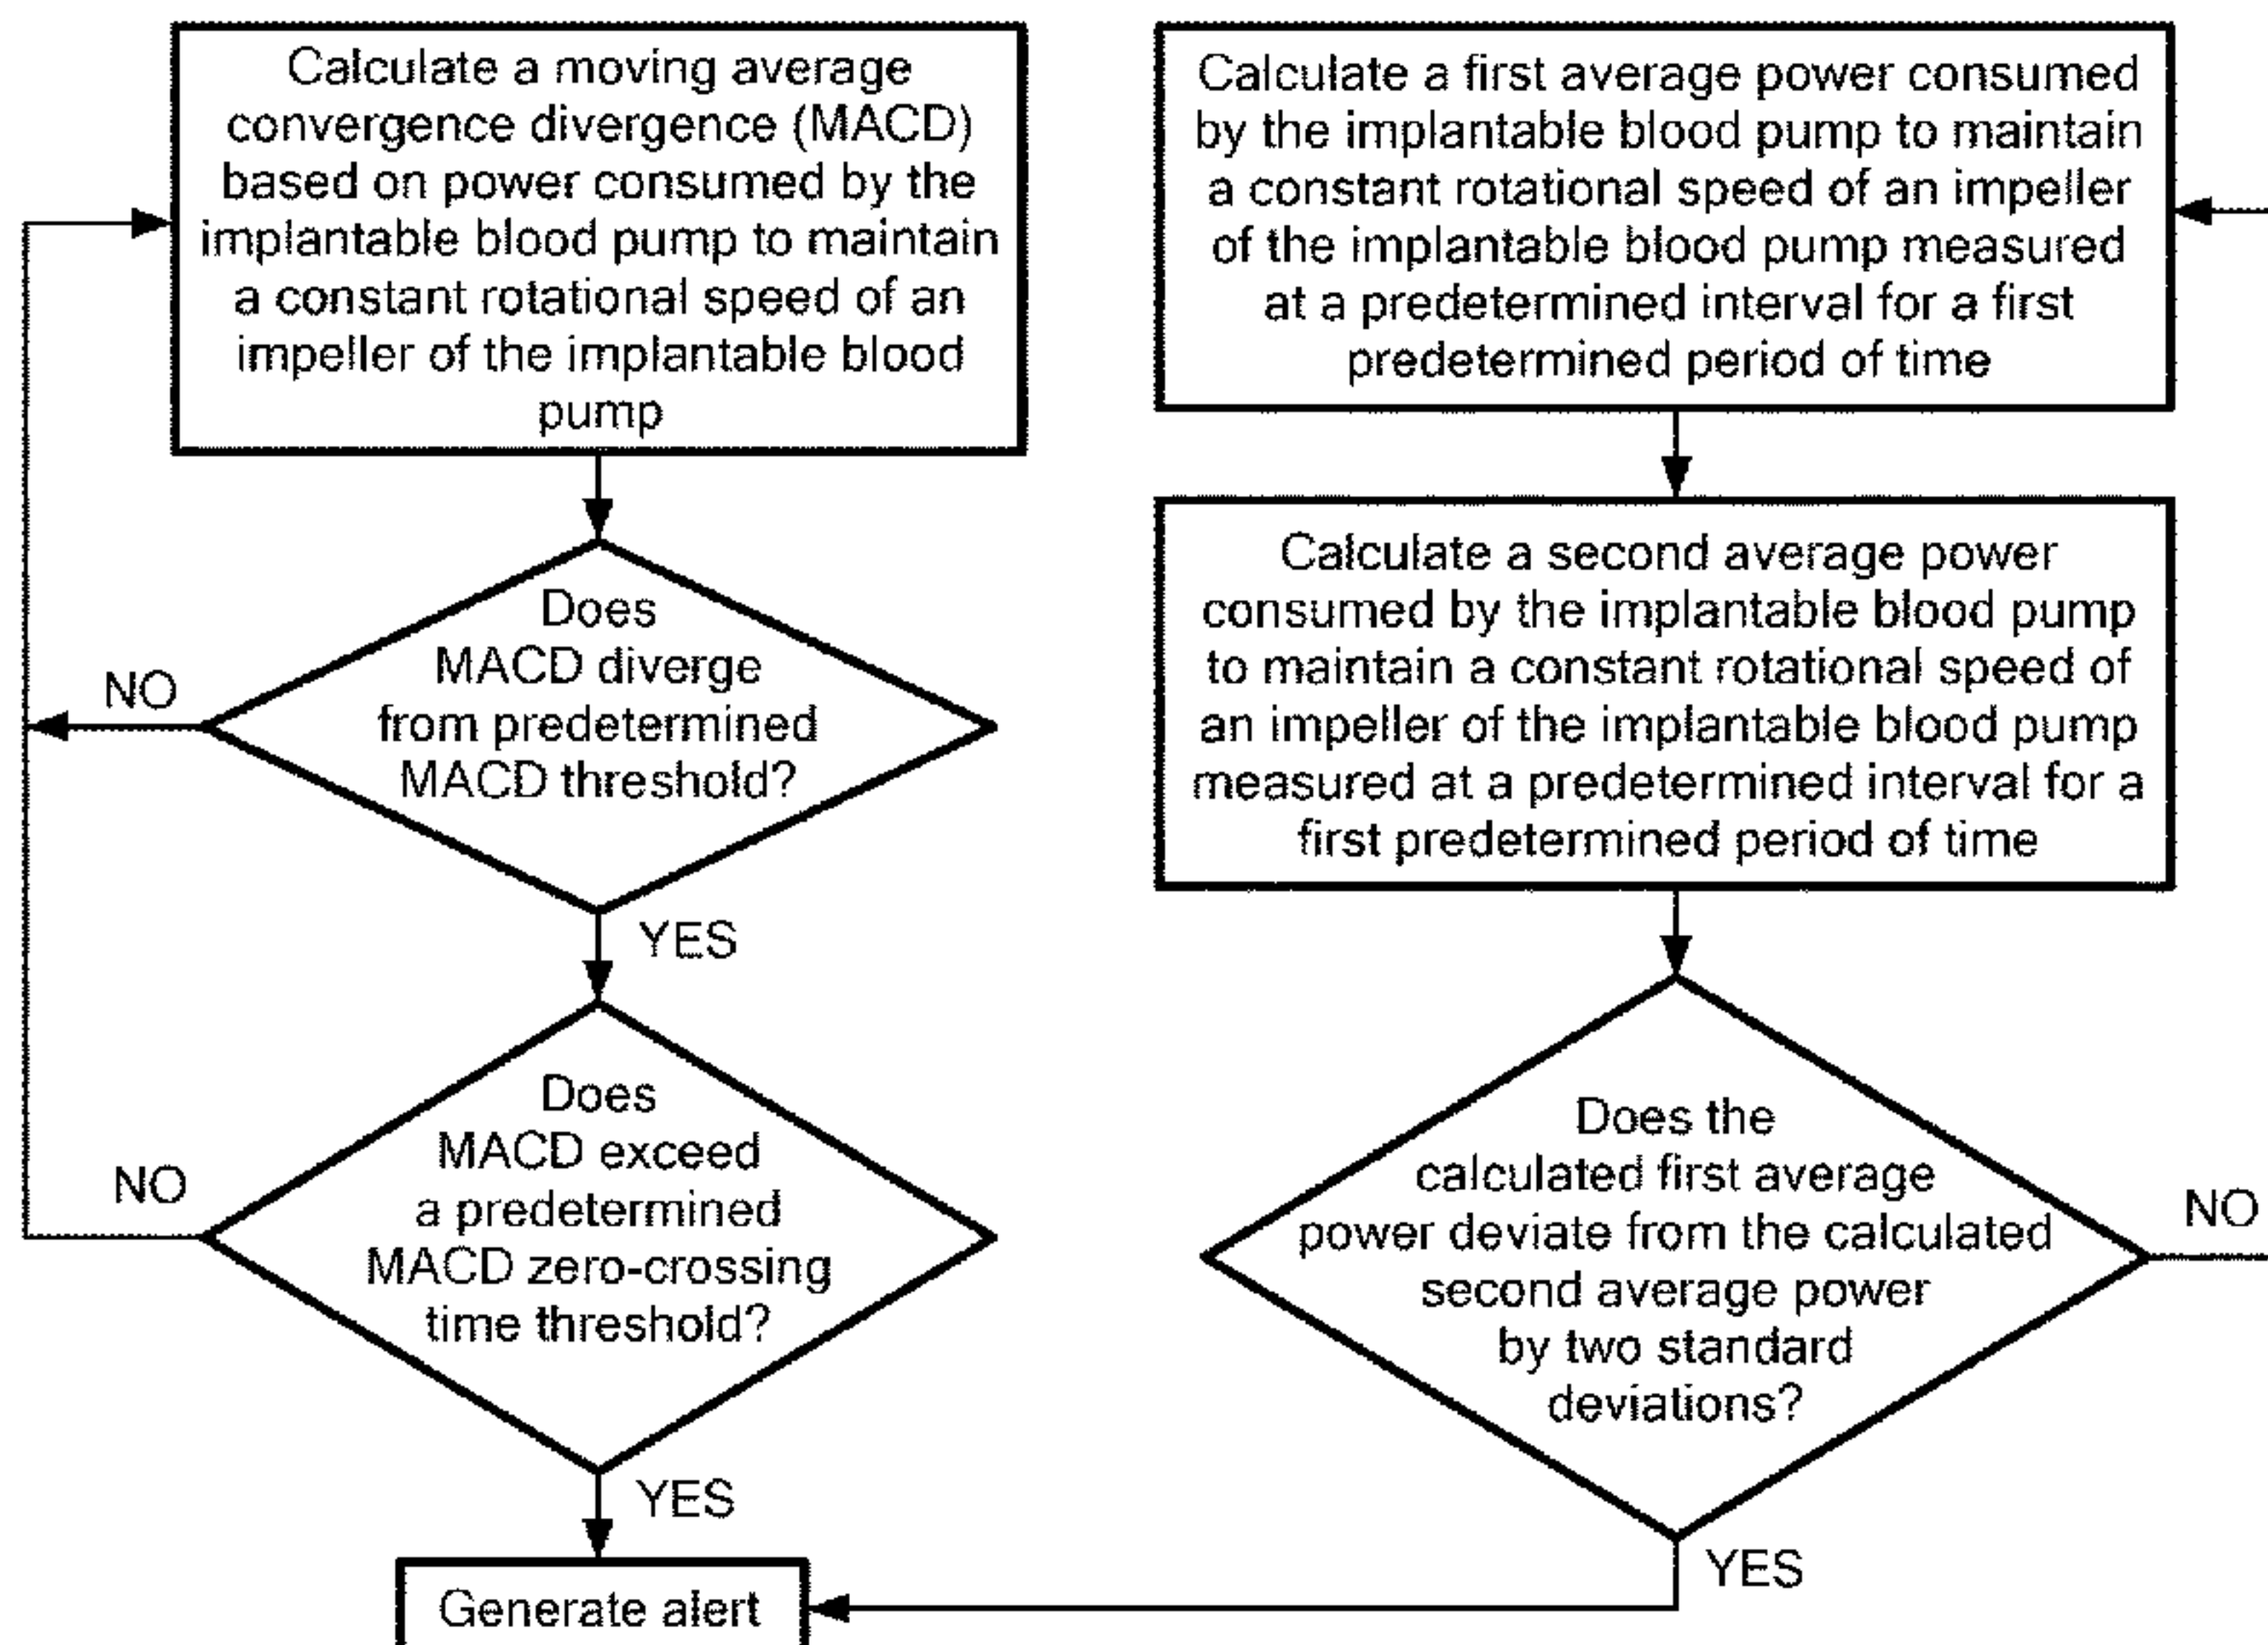 Calculate a moving average
convergence divergence (MACD)
based on power consumed by the
implantable blood pump to maintain
a constant rotational speed of an
impeller of the implantable blood
pump
Does
MACD diverge
from predetermined
MACD threshold?
NO
YES
Does
MACD exceed
a predetermined
MACD zero-crossing
time threshold?
NO
YES
Generate alert
Calculate a first average power consumed
by the implantable blood pump to maintain
a constant rotational speed of an impeller
of the implantable blood pump measured
at a predetermined interval for a first
predetermined period of time
Calculate a second average power
consumed by the implantable blood pump
to maintain a constant rotational speed of
an impeller of the implantable blood pump
measured at a predetermined interval for a
first predetermined period of time
Does the
calculated first average
power deviate from the calculated
second average power
by two standard
deviations?
NO
YES